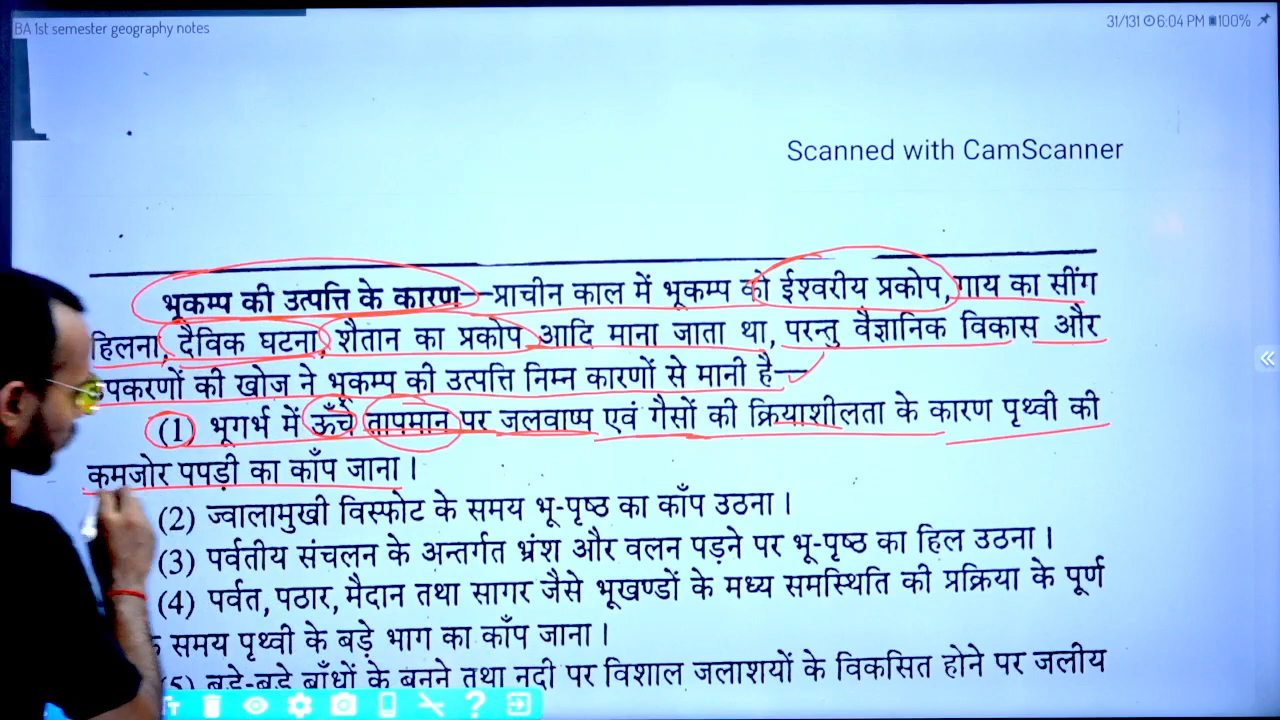 BA 1st semester geography notes
31/131 6:04 PM 100%
Scanned with CamScanner
भूकम्प की उत्पत्ति के कारण—प्राचीन काल में भूकम्प को ईश्वरीय प्रकोप, गाय का सींग
हिलना, दैविक घटना, शैतान का प्रकोप आदि माना जाता था, परन्तु वैज्ञानिक विकास और
उपकरणों की खोज ने भूकम्प की उत्पत्ति निम्न कारणों से मानी है—
(1) भूगर्भ में ऊँचे तापमान पर जलवाष्प एवं गैसों की क्रियाशीलता के कारण पृथ्वी की
कमजोर पपड़ी का काँप जाना।
(2) ज्वालामुखी विस्फोट के समय भू-पृष्ठ का काँप उठना।
(3) पर्वतीय संचलन के अन्तर्गत भ्रंश और वलन पड़ने पर भू-पृष्ठ का हिल उठना।
(4) पर्वत, पठार, मैदान तथा सागर जैसे भूखण्डों के मध्य समस्थिति की प्रक्रिया के पूर्ण
समय पृथ्वी के बड़े भाग का काँप जाना।
(5) बड़े-बड़े बाँधों के बनने तथा नदी पर विशाल जलाशयों के विकसित होने पर जलीय